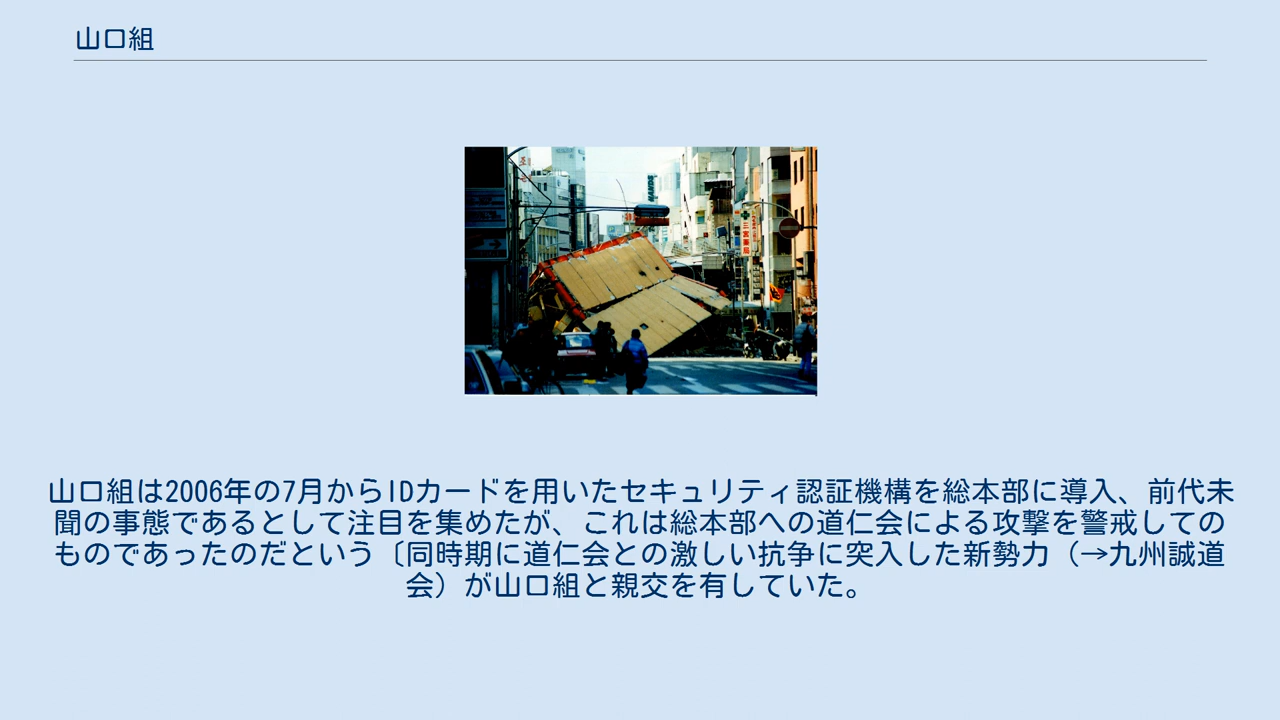 山口組
HANDS
三宮薬局
山口組は2006年の7月からIDカードを用いたセキュリティ認証機構を総本部に導入、前代未
聞の事態であるとして注目を集めたが、これは総本部への道仁会による攻撃を警戒しての
ものであったのだという〔同時期に道仁会との激しい抗争に突入した新勢力（→九州誠道
会）が山口組と親交を有していた。